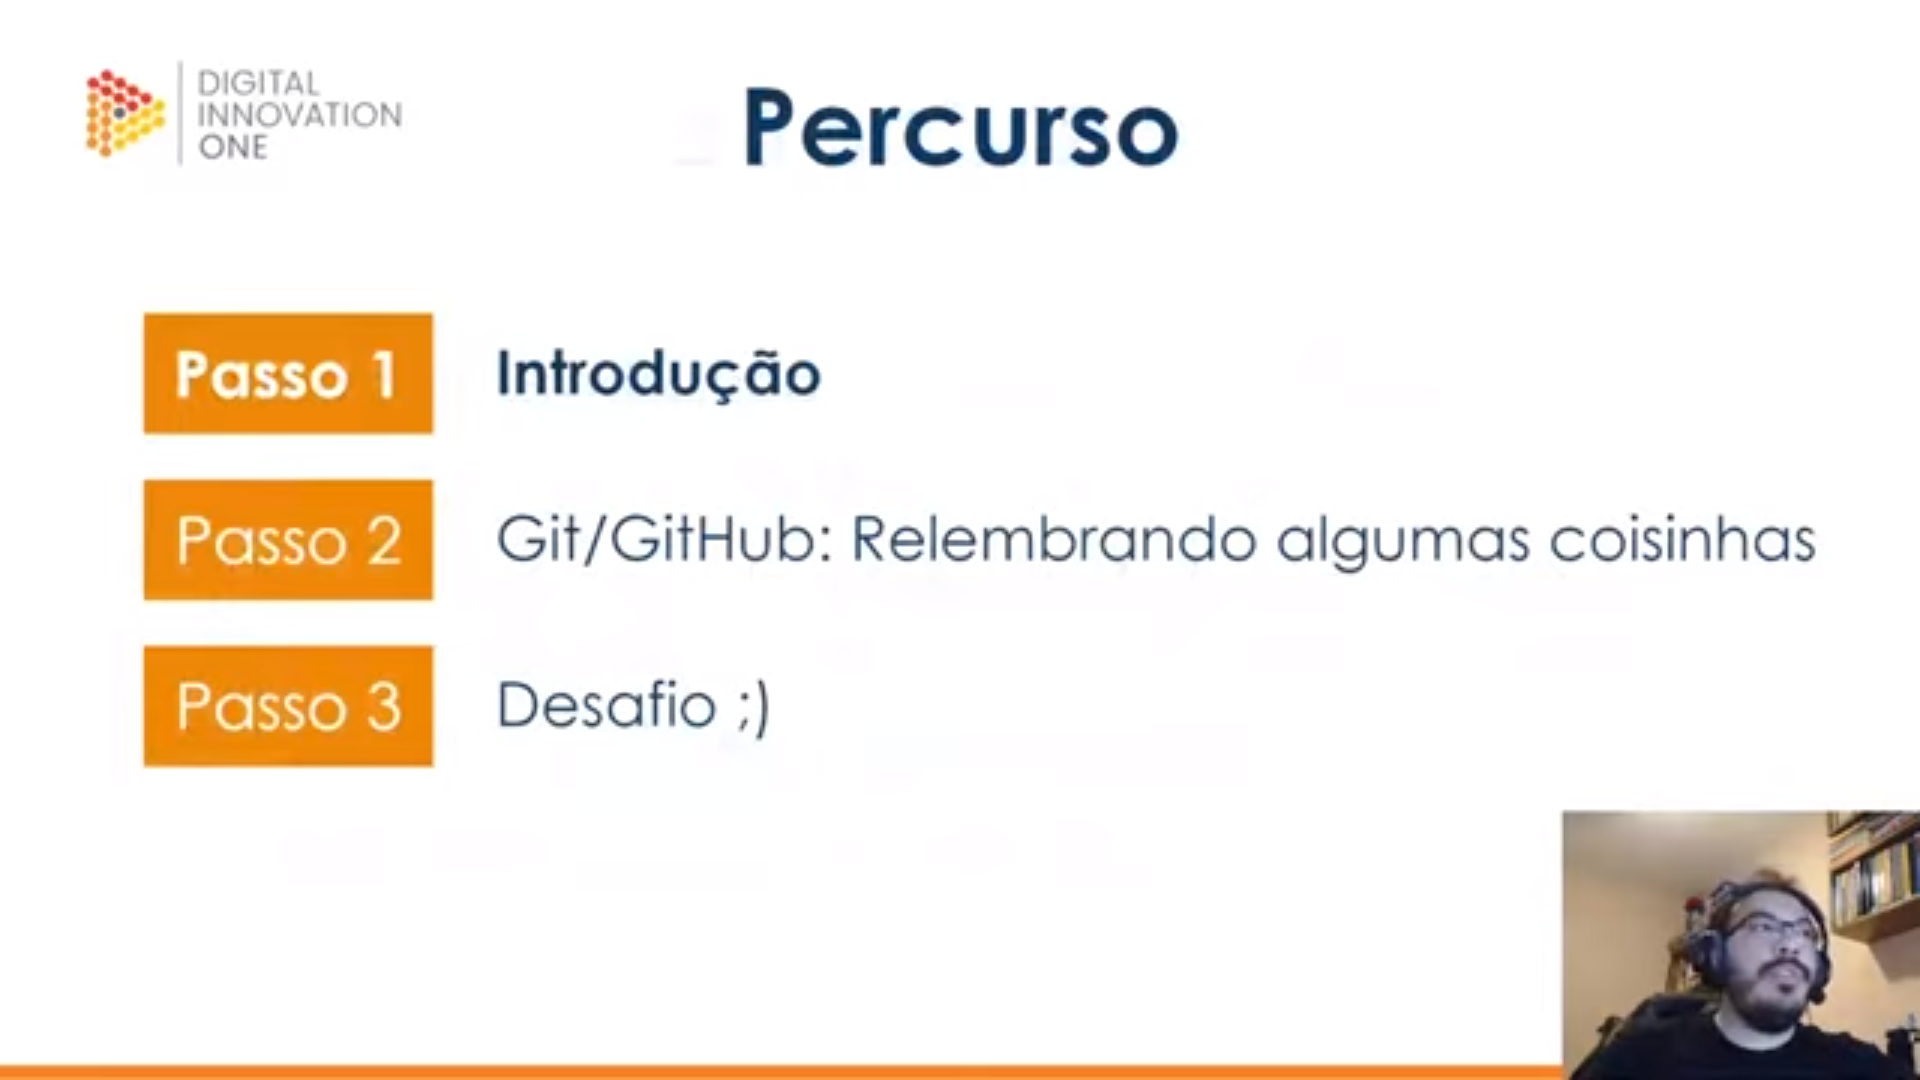 DIGITAL
INNOVATION
ONE
Percurso
Passo 1 Introdução
Passo 2 Git/GitHub: Relembrando algumas coisinhas
Passo 3 Desafio ;)